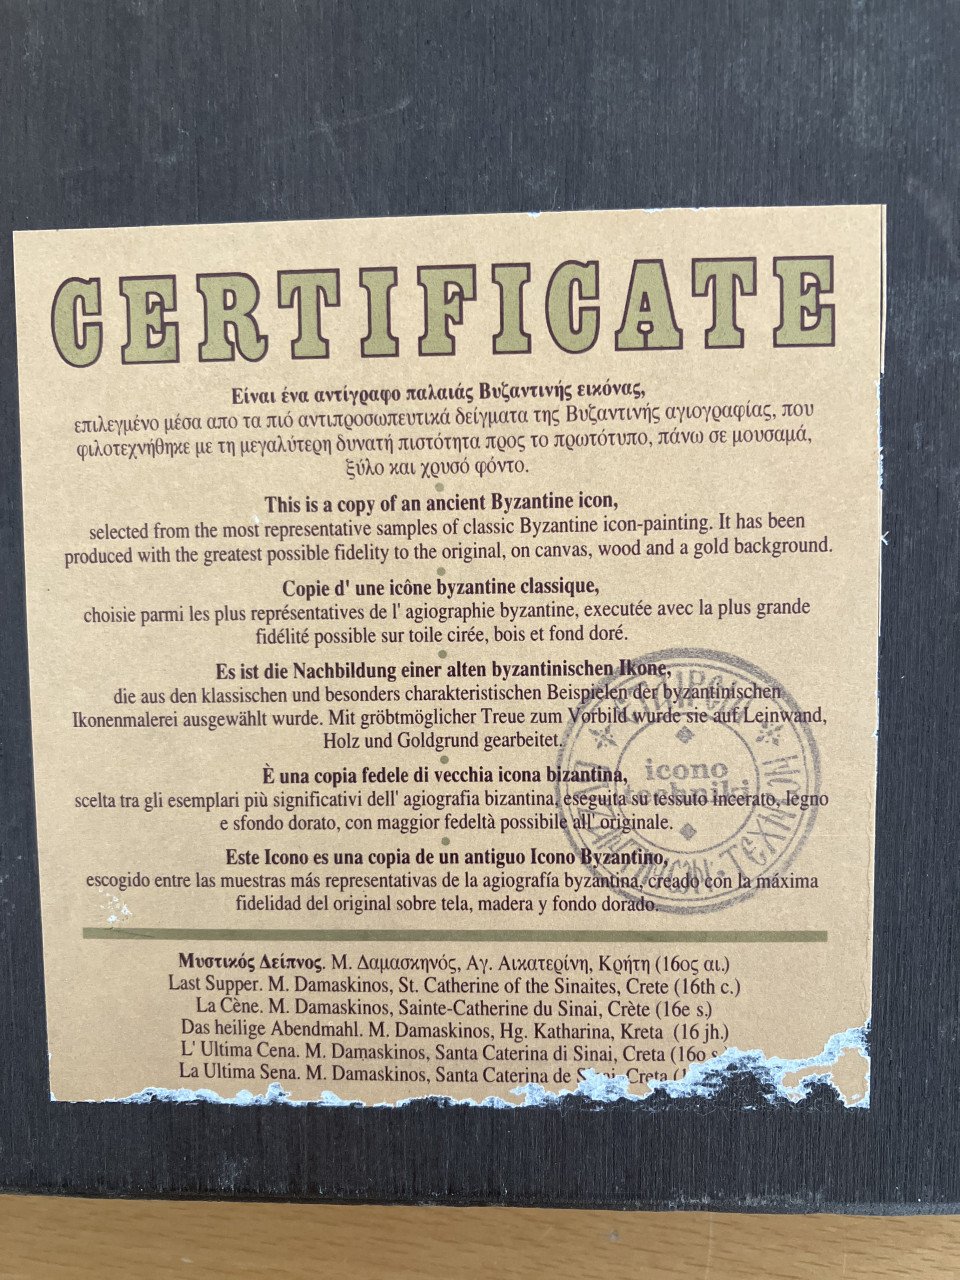 CERTIFICATE
Είναι ένα αντίγραφο παλαιάς Βυζαντινής εικόνας,
επιλεγμένο μέσα απο τα πιό αντιπροσωπευτικά δείγματα της Βυζαντινής αγιογραφίας, που
φιλοτεχνήθηκε με τη μεγαλύτερη δυνατή πιστότητα προς το πρωτότυπο, πάνω σε μουσαμά,
ξύλο και χρυσό φόντο.
This is a copy of an ancient Byzantine icon,
selected from the most representative samples of classic Byzantine icon-painting. It has been
produced with the greatest possible fidelity to the original, on canvas, wood and a gold background.
Copie d' une icône byzantine classique,
choisie parmi les plus représentatives de l' agiographie byzantine, executée avec la plus grande
fidélité possible sur toile cirée, bois et fond doré.
Es ist die Nachbildung einer alten byzantinischen Ikone,
die aus den klassischen und besonders charakteristischen Beispielen der byzantinischen
Ikonenmalerei ausgewählt wurde. Mit gröbtmöglicher Treue zum Vorbild wurde sie auf Leinwand,
Holz und Goldgrund gearbeitet.
È una copia fedele di vecchia icona bizantina,
scelta tra gli esemplari più significativi dell' agiografia bizantina, eseguita su tessuto incerato, legno
e sfondo dorato, con maggior fedeltà possibile all' originale.
Este Icono es una copia de un antiguo Icono Byzantino,
escogido entre las muestras más representativas de la agiografía byzantina, creado con la máxima
fidelidad del original sobre tela, madera y fondo dorado.
icono
techniki
Μυστικός Δείπνος. Μ. Δαμασκηνός, Αγ. Αικατερίνη, Κρήτη (16ος αι.)
Last Supper. M. Damaskinos, St. Catherine of the Sinaites, Crete (16th c.)
La Cène. M. Damaskinos, Sainte-Catherine du Sinai, Crète (16e s.)
Das heilige Abendmahl. M. Damaskinos, Hg. Katharina, Kreta (16 jh.)
L' Ultima Cena. M. Damaskinos, Santa Caterina di Sinai, Creta (16o s.
La Ultima Sena. M. Damaskinos, Santa Caterina de Creta